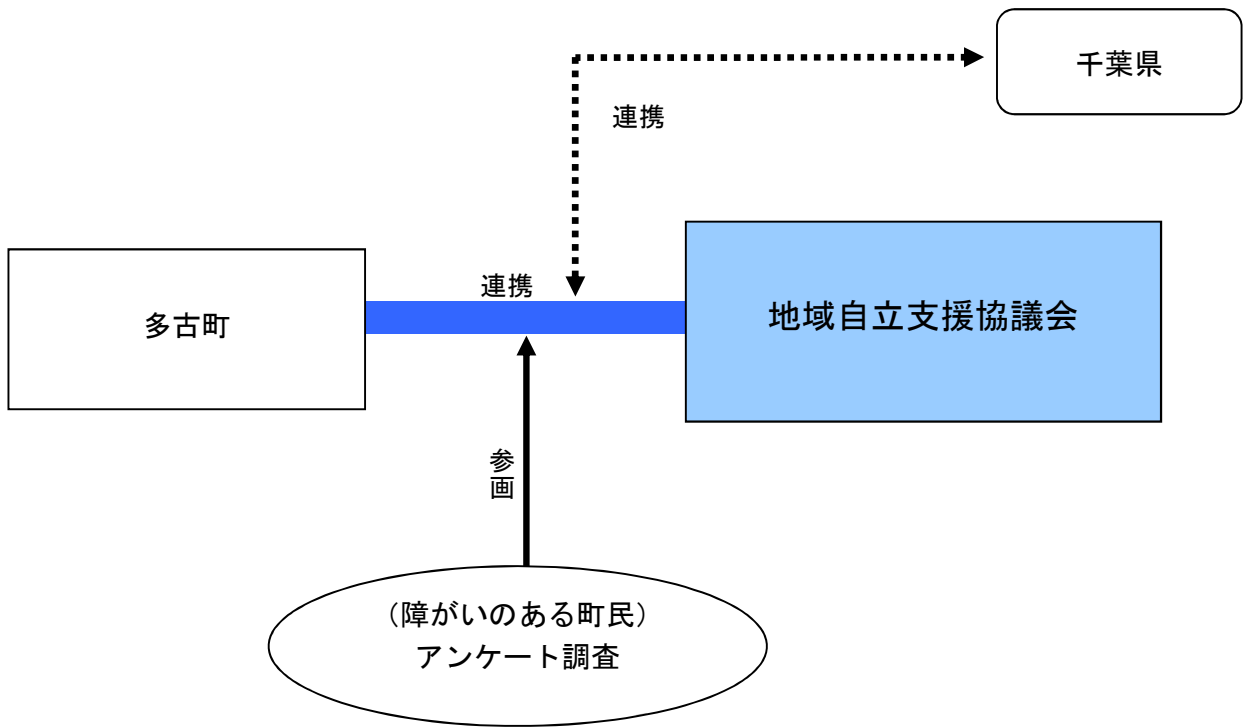 千葉県
連携
連携
多古町
地域自立支援協議会
参画
（障がいのある町民）
アンケート調査